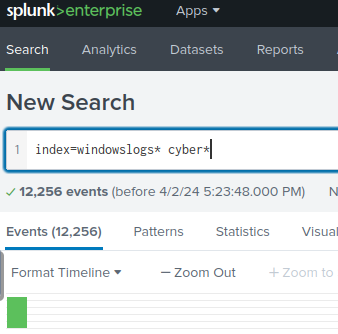 splunk>enterprise Apps
Search Analytics Datasets Reports
New Search
1 index=windowslogs* cyber*
12,256 events (before 4/2/24 5:23:48.000 PM) N
Events (12,256) Patterns Statistics Visual
Format Timeline — Zoom Out + Zoom to